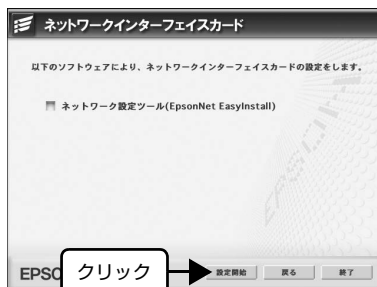 ネットワークインターフェイスカード
以下のソフトウェアにより、ネットワークインターフェイスカードの設定をします。
ネットワーク設定ツール(EpsonNet EasyInstall)
EPSON
EPSO
クリック
設定開始
戻る
終了